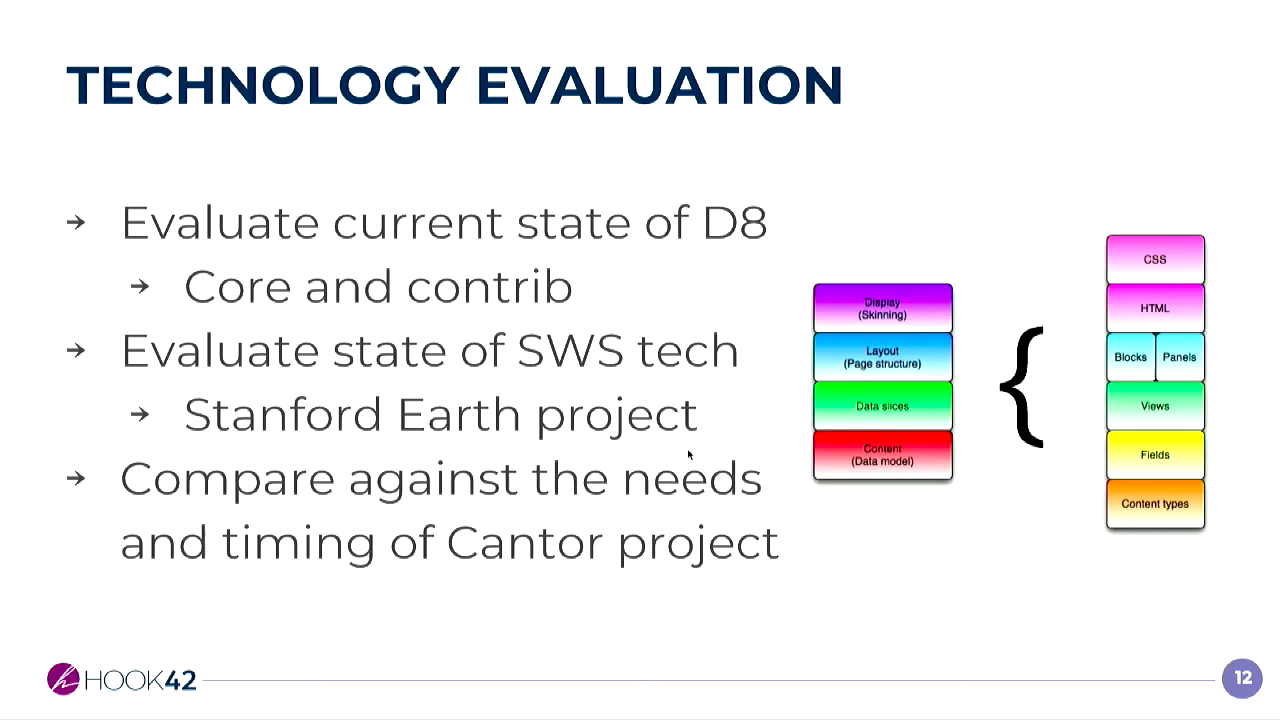 TECHNOLOGY EVALUATION
→ Evaluate current state of D8
→ Core and contrib
→ Evaluate state of SWS tech
→ Stanford Earth project
→ Compare against the needs
and timing of Cantor project
Display
(Skinning)
Layout
(Page structure)
Data slices
Content
(Data model)
{
CSS
HTML
Blocks Panels
Views
Fields
Content types
HOOK42
12